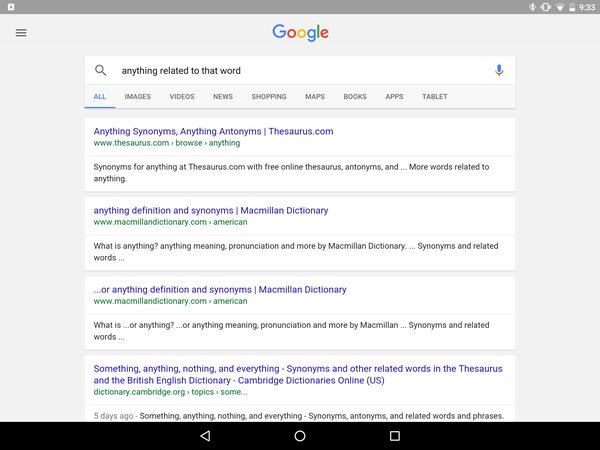 9:33
Google
anything related to that word
ALL IMAGES VIDEOS NEWS SHOPPING MAPS BOOKS APPS TABLET
Anything Synonyms, Anything Antonyms | Thesaurus.com
www.thesaurus.com › browse › anything
Synonyms for anything at Thesaurus.com with free online thesaurus, antonyms, and ... More words related to
anything.
anything definition and synonyms | Macmillan Dictionary
www.macmillandictionary.com › american
What is anything? anything meaning, pronunciation and more by Macmillan Dictionary. ... Synonyms and related
words ...
...or anything definition and synonyms | Macmillan Dictionary
www.macmillandictionary.com › american
What is ...or anything? ...or anything meaning, pronunciation and more by Macmillan ... Synonyms and related
words ...
Something, anything, nothing, and everything - Synonyms and other related words in the Thesaurus
and the British English Dictionary - Cambridge Dictionaries Online (US)
dictionary.cambridge.org › topics › some...
5 days ago - Something, anything, nothing, and everything - Synonyms, antonyms, and related words and phrases.